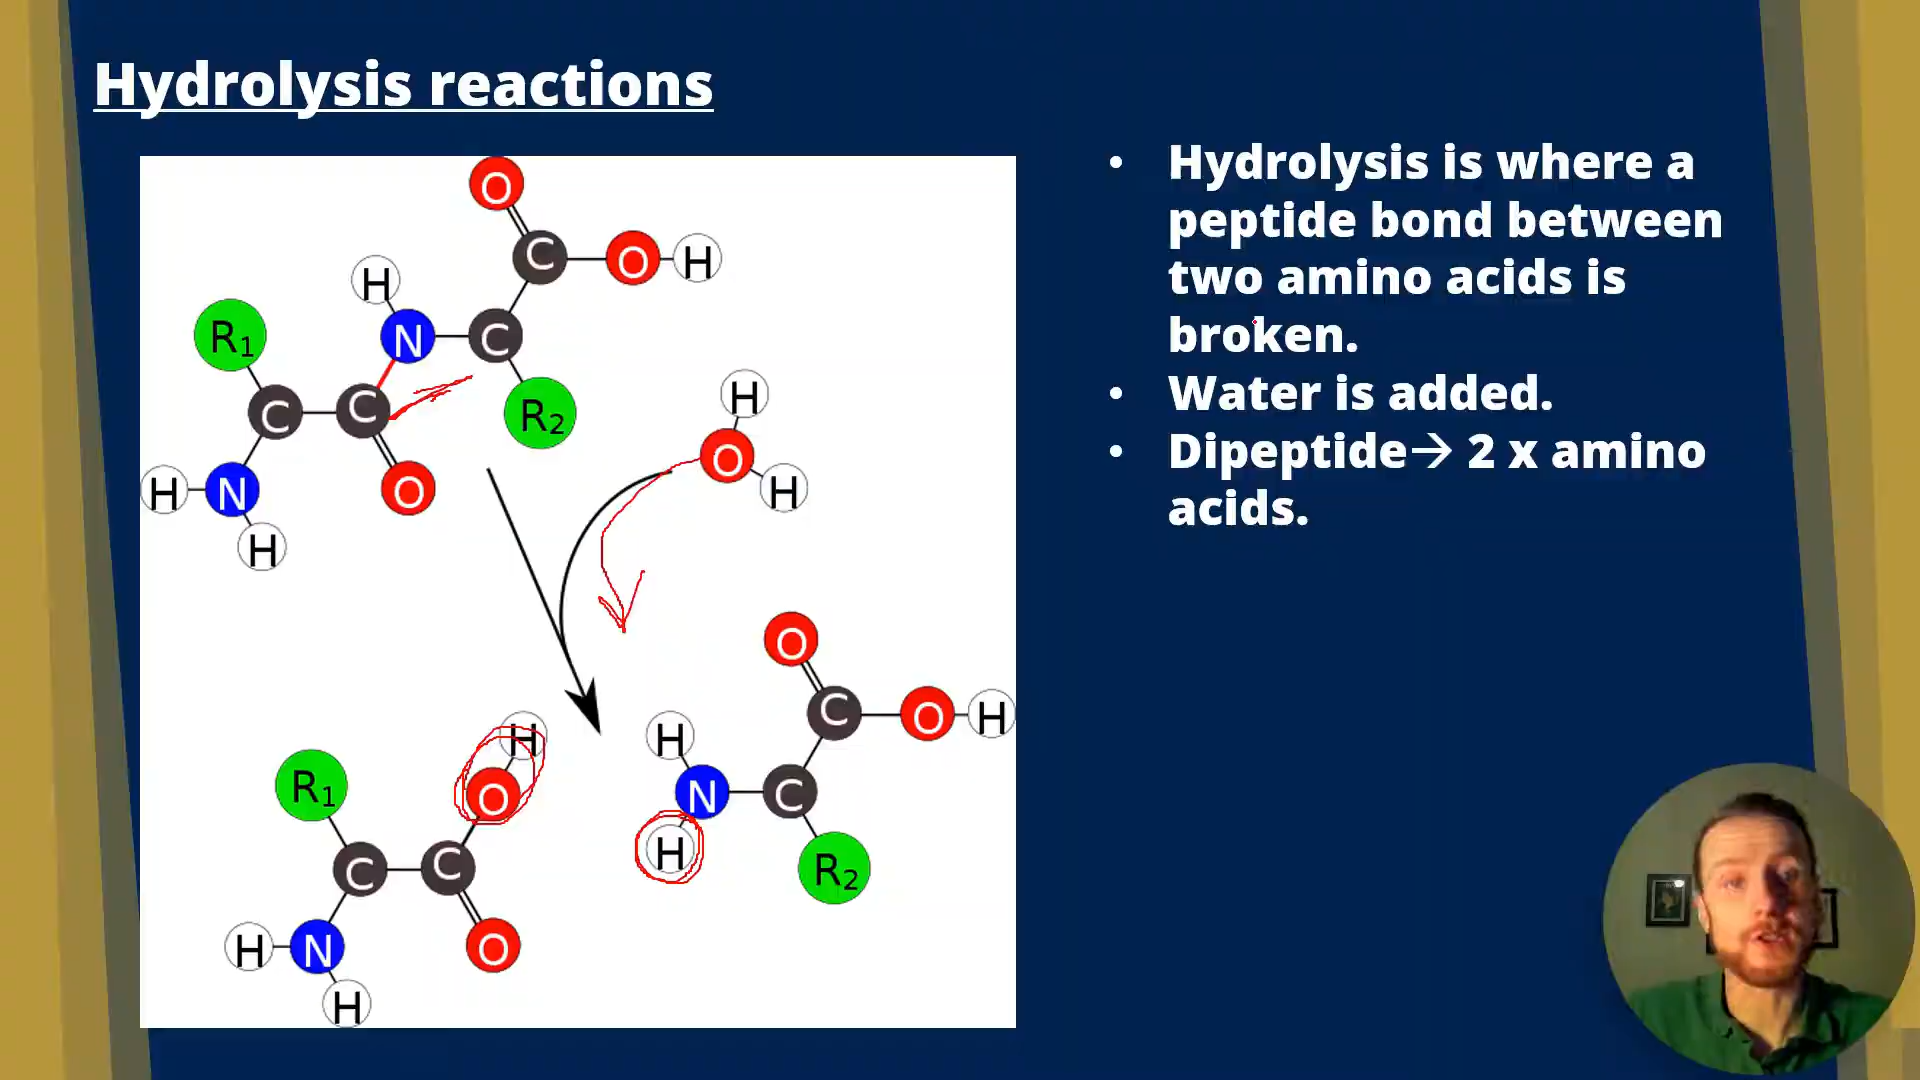 Hydrolysis reactions
O
C O H
H
R1 N C
C C R2
H N O
H
H
O
H
• Hydrolysis is where a
peptide bond between
two amino acids is
broken.
• Water is added.
• Dipeptide→ 2 x amino
acids.
O
H H C O H
R1 O N C
C C H R2
H N O
H